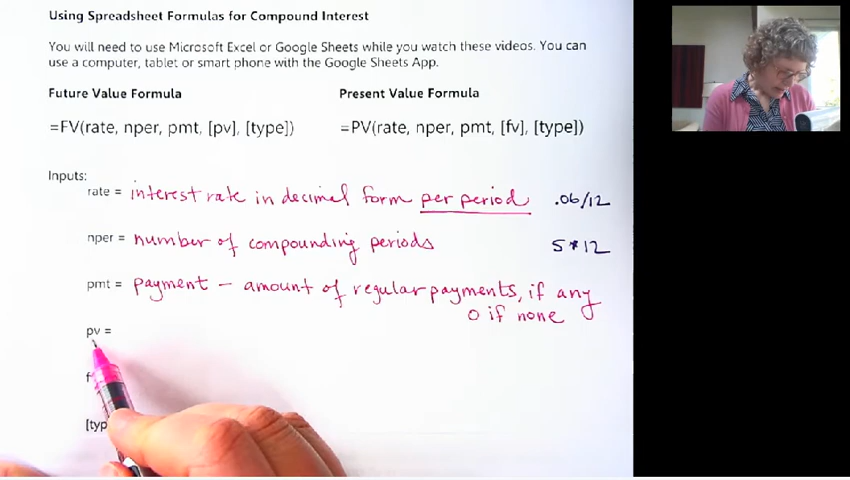 Using Spreadsheet Formulas for Compound Interest
You will need to use Microsoft Excel or Google Sheets while you watch these videos. You can
use a computer, tablet or smart phone with the Google Sheets App.
Future Value Formula
Present Value Formula
=FV(rate, nper, pmt, [pv], [type])
=PV(rate, nper, pmt, [fv], [type])
Inputs:
rate = interest rate in decimal form per period .06/12
nper = number of compounding periods 5*12
pmt = payment - amount of regular payments, if any
0 if none
pv =
f
[typ